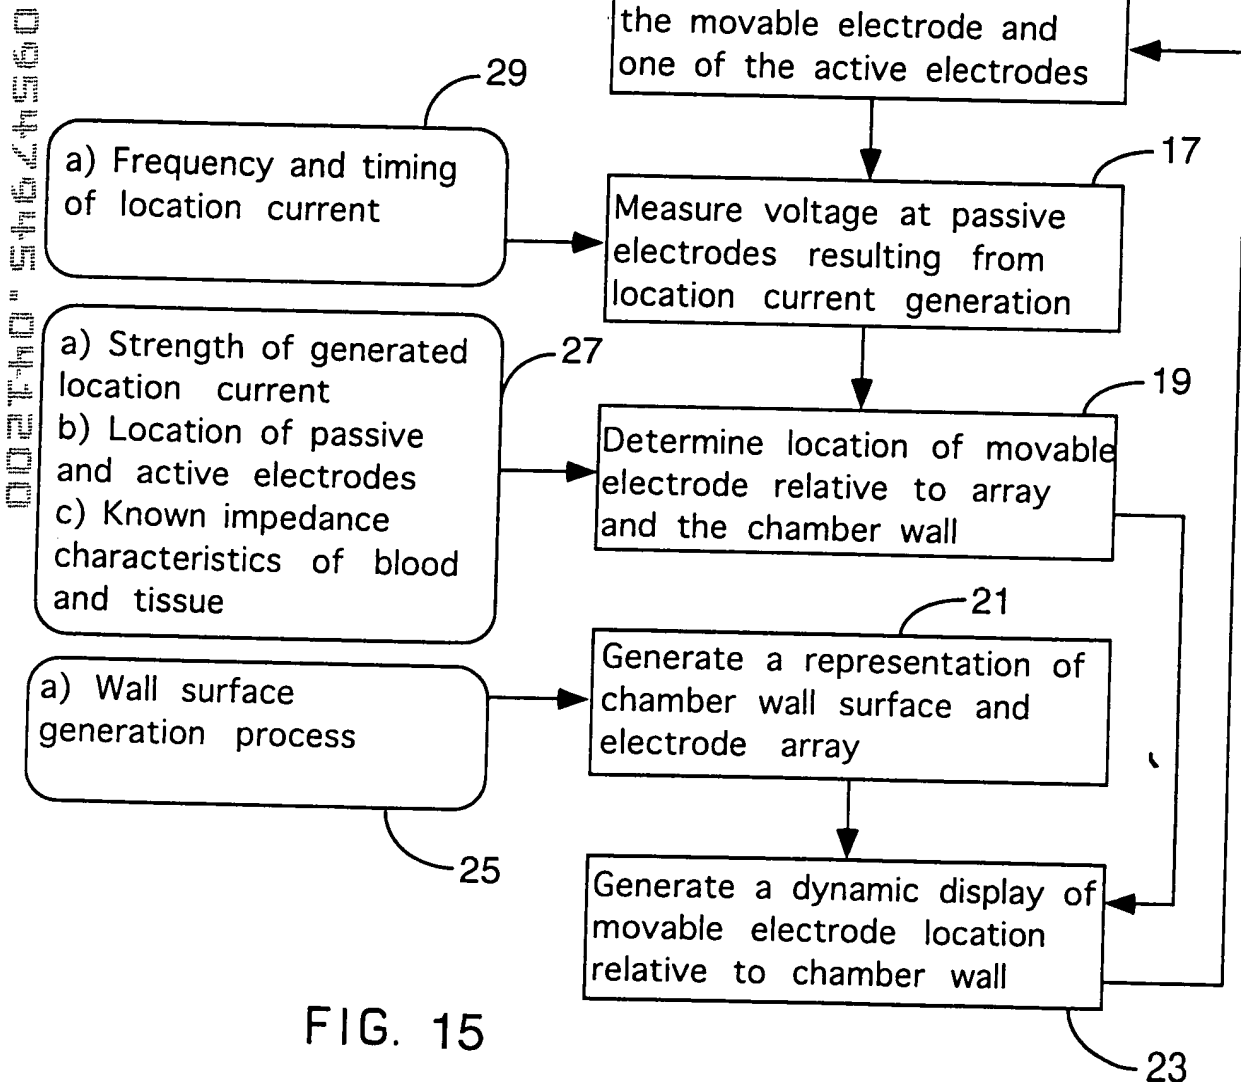 the movable electrode and
one of the active electrodes
29
a) Frequency and timing
of location current
17
Measure voltage at passive
electrodes resulting from
location current generation
a) Strength of generated
location current
b) Location of passive
and active electrodes
c) Known impedance
characteristics of blood
and tissue
27
19
Determine location of movable
electrode relative to array
and the chamber wall
21
Generate a representation of
chamber wall surface and
electrode array
a) Wall surface
generation process
25
Generate a dynamic display of
movable electrode location
relative to chamber wall
23
FIG. 15
09547945.041200